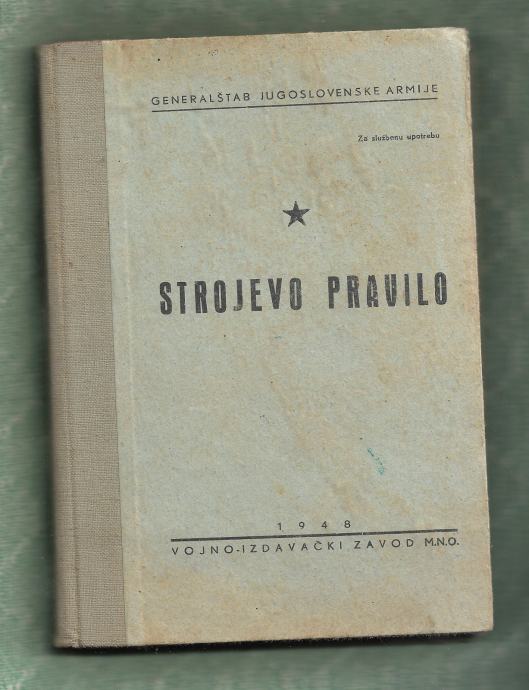 GENERALŠTAB JUGOSLOVENSKE ARMIJE
Za službenu upotrebu
STROJEVO PRAVILO
1948
VOJNO-IZDAVAČKI ZAVOD M.N.O.